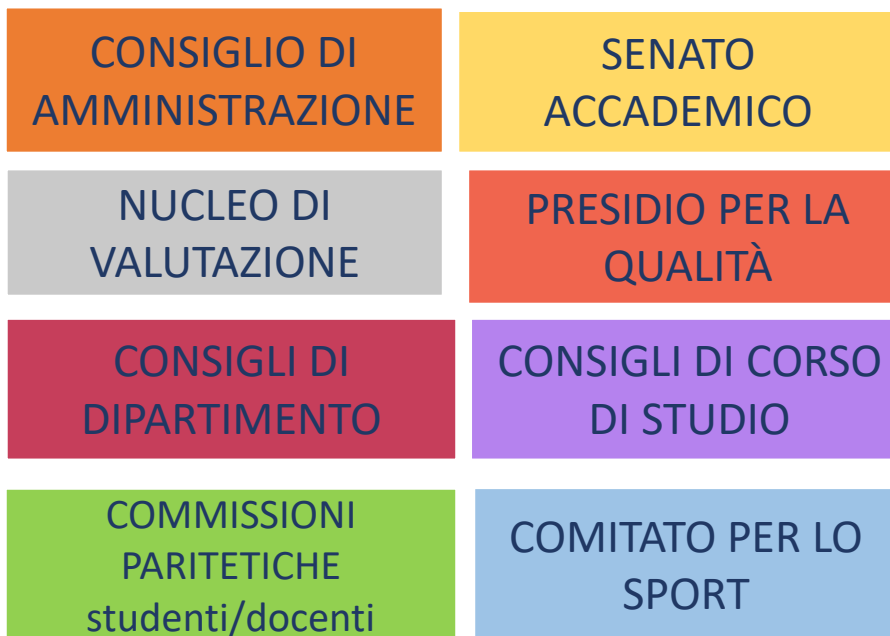 CONSIGLIO DI
AMMINISTRAZIONE
SENATO
ACCADEMICO
NUCLEO DI
VALUTAZIONE
PRESIDIO PER LA
QUALITÀ
CONSIGLI DI
DIPARTIMENTO
CONSIGLI DI CORSO
DI STUDIO
COMMISSIONI
PARITETICHE
studenti/docenti
COMITATO PER LO
SPORT